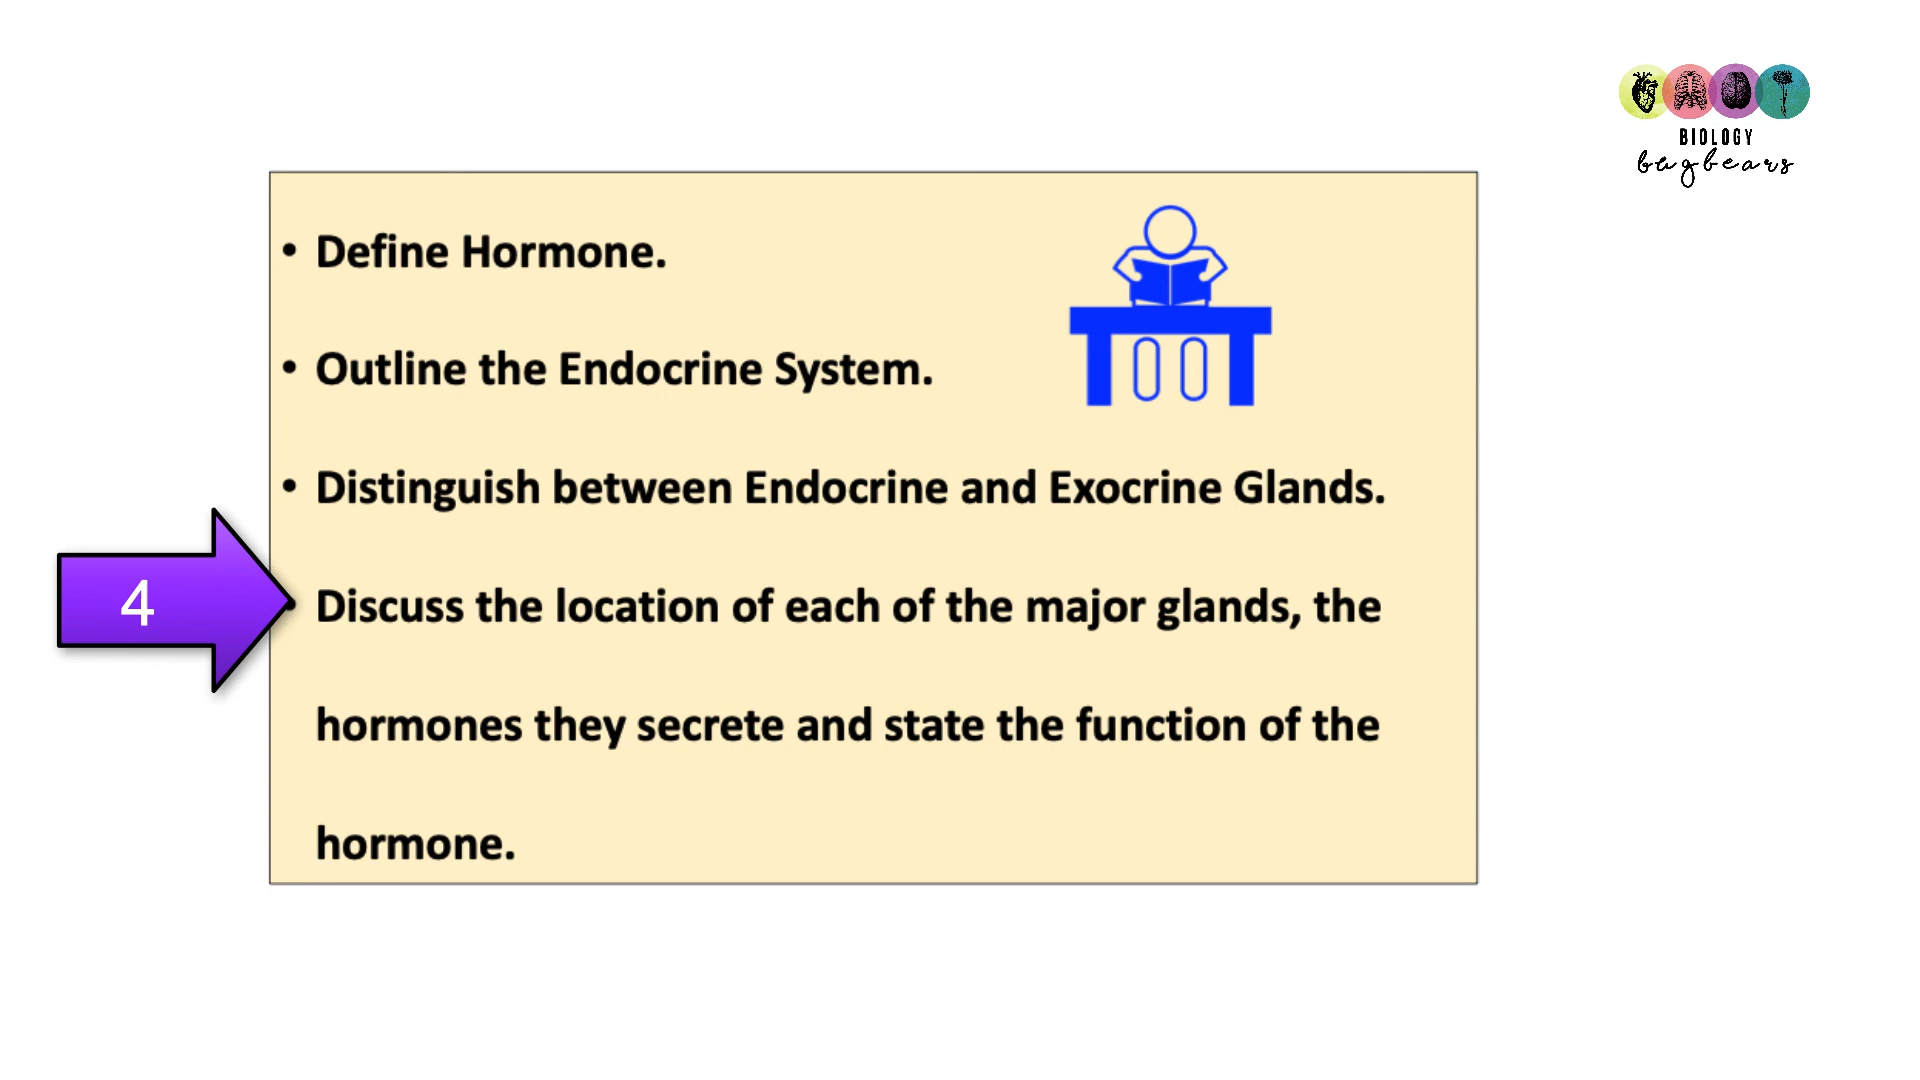 BIOLOGY
bugbears
• Define Hormone.
• Outline the Endocrine System.
• Distinguish between Endocrine and Exocrine Glands.
4
• Discuss the location of each of the major glands, the
hormones they secrete and state the function of the
hormone.